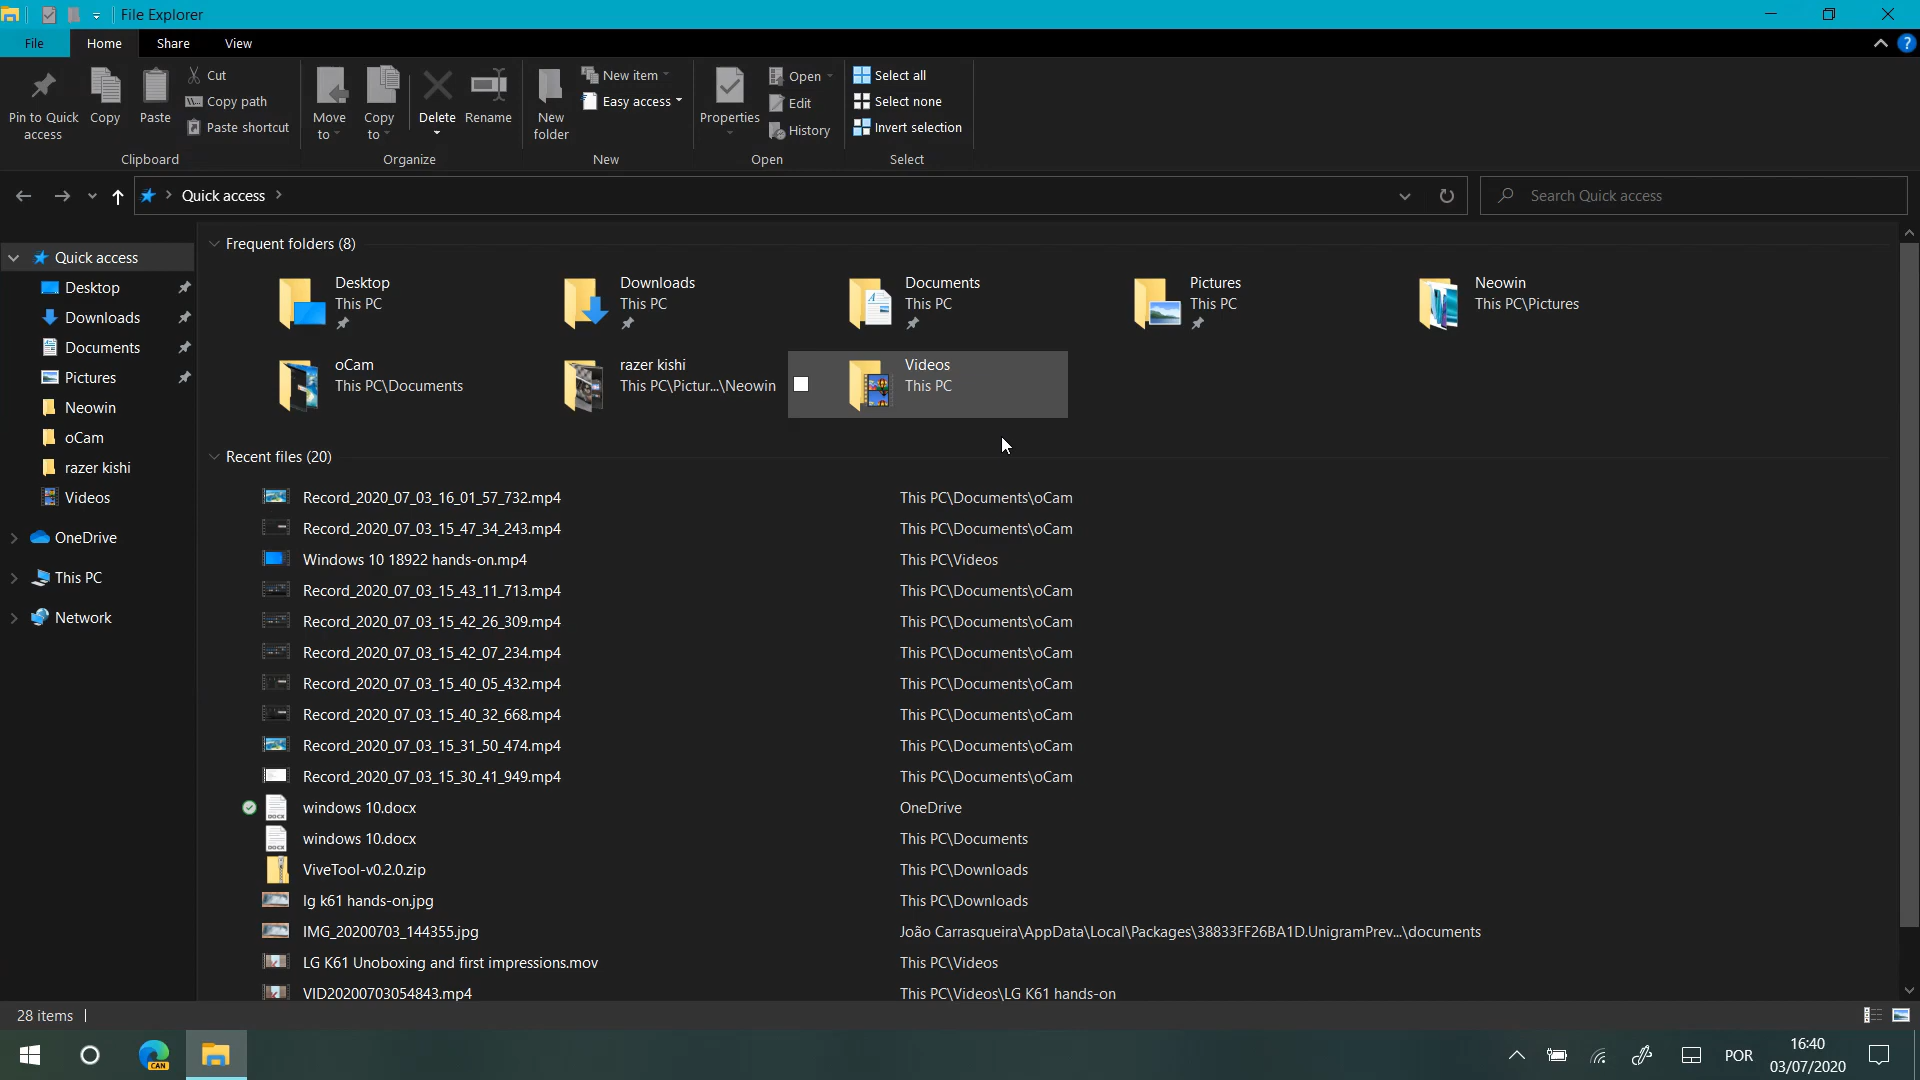 File Explorer
File Home Share View
Pin to Quick access
Copy
Paste
Cut
Copy path
Paste shortcut
Clipboard
Move to
Copy to
Delete
Rename
Organize
New folder
New item
Easy access
New
Properties
Open
Edit
History
Open
Select all
Select none
Invert selection
Select
Quick access
Search Quick access
Quick access
Desktop
Downloads
Documents
Pictures
Neowin
oCam
razer kishi
Videos
OneDrive
This PC
Network
Frequent folders (8)
Desktop
This PC
Downloads
This PC
Documents
This PC
Pictures
This PC
Neowin
This PC\Pictures
oCam
This PC\Documents
razer kishi
This PC\Pictur...\Neowin
Videos
This PC
Recent files (20)
Record_2020_07_03_16_01_57_732.mp4 This PC\Documents\oCam
Record_2020_07_03_15_47_34_243.mp4 This PC\Documents\oCam
Windows 10 18922 hands-on.mp4 This PC\Videos
Record_2020_07_03_15_43_11_713.mp4 This PC\Documents\oCam
Record_2020_07_03_15_42_26_309.mp4 This PC\Documents\oCam
Record_2020_07_03_15_42_07_234.mp4 This PC\Documents\oCam
Record_2020_07_03_15_40_05_432.mp4 This PC\Documents\oCam
Record_2020_07_03_15_40_32_668.mp4 This PC\Documents\oCam
Record_2020_07_03_15_31_50_474.mp4 This PC\Documents\oCam
Record_2020_07_03_15_30_41_949.mp4 This PC\Documents\oCam
windows 10.docx OneDrive
windows 10.docx This PC\Documents
ViveTool-v0.2.0.zip This PC\Downloads
lg k61 hands-on.jpg This PC\Downloads
IMG_20200703_144355.jpg João Carrasqueira\AppData\Local\Packages\38833FF26BA1D.UnigramPrev...\documents
LG K61 Unoboxing and first impressions.mov This PC\Videos
VID20200703054843.mp4 This PC\Videos\LG K61 hands-on
28 items
CAN
POR
16:40
03/07/2020